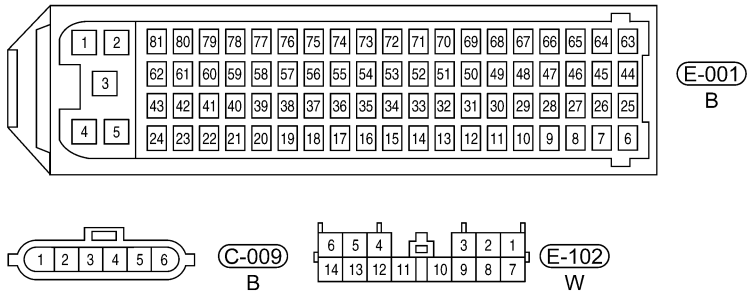 1 2 81 80 79 78 77 76 75 74 73 72 71 70 69 68 67 66 65 64 63
3 62 61 60 59 58 57 56 55 54 53 52 51 50 49 48 47 46 45 44
E-001
B
43 42 41 40 39 38 37 36 35 34 33 32 31 30 29 28 27 26 25
4 5 24 23 22 21 20 19 18 17 16 15 14 13 12 11 10 9 8 7 6
1 2 3 4 5 6
C-009
B
6 5 4 3 2 1
14 13 12 11 10 9 8 7
E-102
W